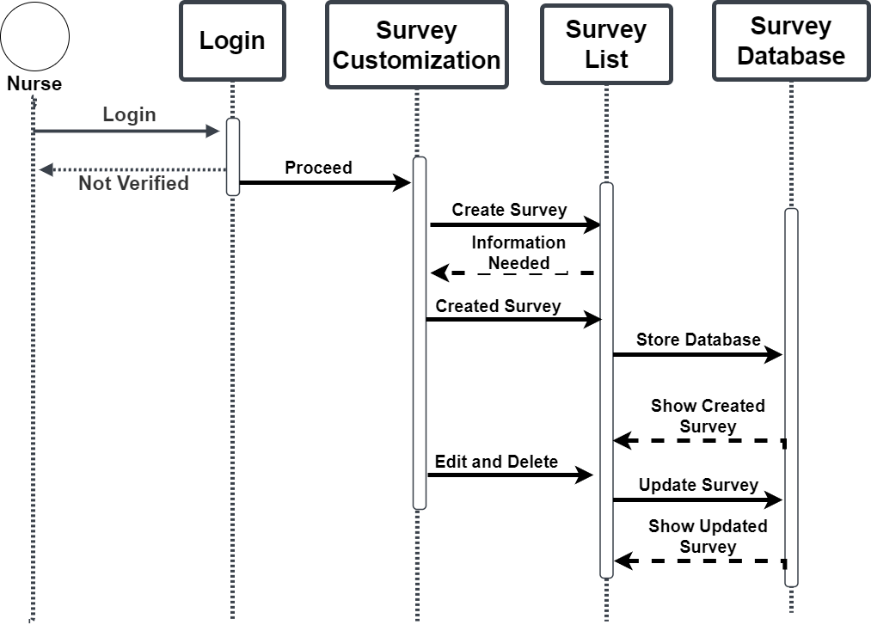 Nurse
Login
Survey
Customization
Survey
List
Survey
Database
Login
Not Verified
Proceed
Create Survey
Information
Needed
Created Survey
Store Database
Show Created
Survey
Edit and Delete
Update Survey
Show Updated
Survey